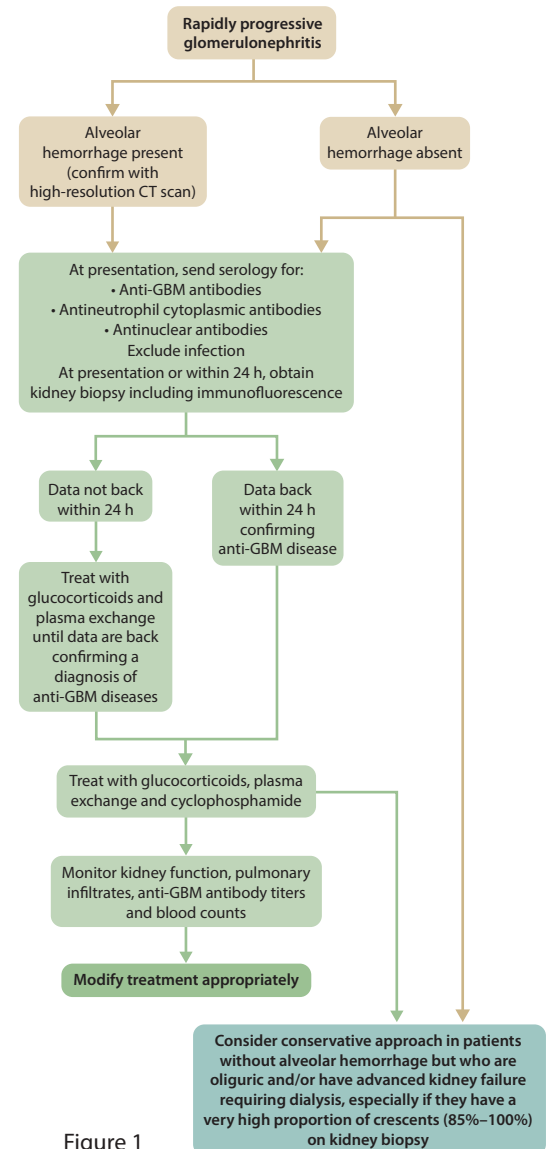 Rapidly progressive
glomerulonephritis
Alveolar
hemorrhage present
(confirm with
high-resolution CT scan)
Alveolar
hemorrhage absent
At presentation, send serology for:
• Anti-GBM antibodies
• Antineutrophil cytoplasmic antibodies
• Antinuclear antibodies
Exclude infection
At presentation or within 24 h, obtain
kidney biopsy including immunofluorescence
Data not back
within 24 h
Data back
within 24 h
confirming
anti-GBM disease
Treat with
glucocorticoids and
plasma exchange
until data are back
confirming a
diagnosis of
anti-GBM diseases
Treat with glucocorticoids, plasma
exchange and cyclophosphamide
Monitor kidney function, pulmonary
infiltrates, anti-GBM antibody titers
and blood counts
Modify treatment appropriately
Consider conservative approach in patients
without alveolar hemorrhage but who are
oliguric and/or have advanced kidney failure
requiring dialysis, especially if they have a
very high proportion of crescents (85%–100%)
on kidney biopsy
Figure 1